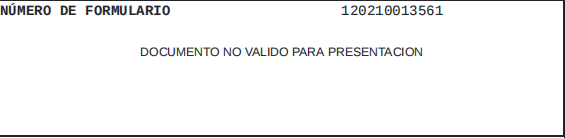 NÚMERO DE FORMULARIO 120210013561
DOCUMENTO NO VALIDO PARA PRESENTACION